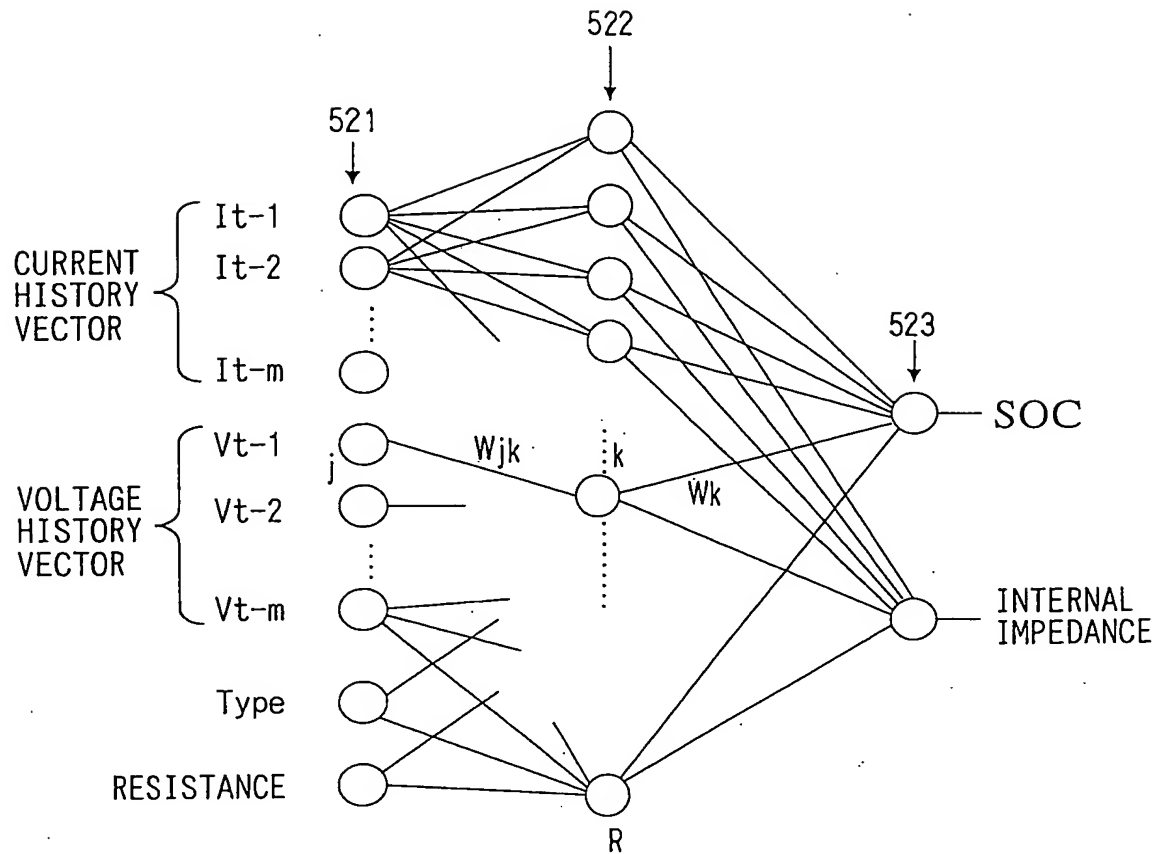 522
521
It-1
It-2
It-m
CURRENT
HISTORY
VECTOR
523
SOC
Vt-1
j
Wjk
k
Wk
Vt-2
Vt-m
VOLTAGE
HISTORY
VECTOR
INTERNAL
IMPEDANCE
Type
RESISTANCE
R